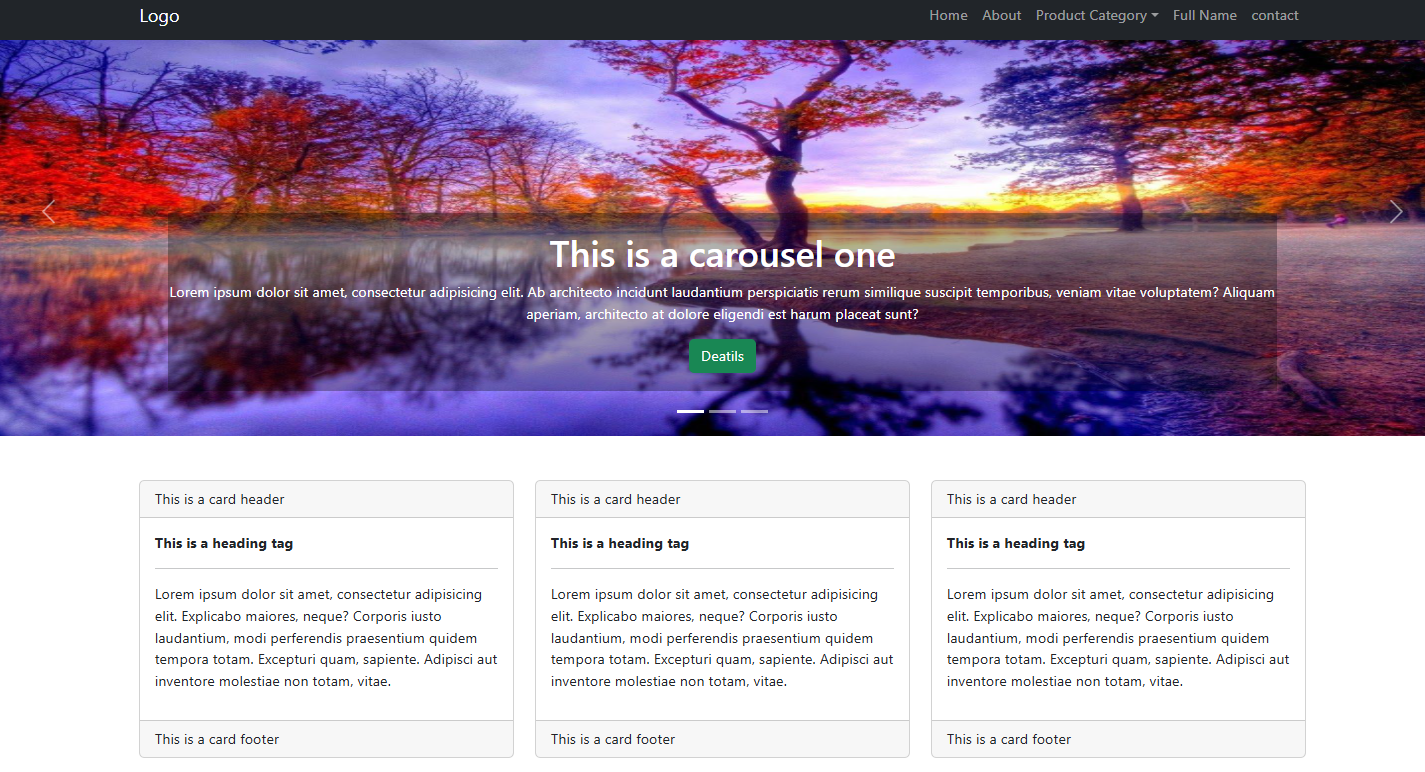 Logo
Home About Product Category Full Name contact
This is a carousel one
Lorem ipsum dolor sit amet, consectetur adipisicing elit. Ab architecto incidunt laudantium perspiciatis rerum similique suscipit temporibus, veniam vitae voluptatem? Aliquam
aperiam, architecto at dolore eligendi est harum placeat sunt?
Deatils
This is a card header
This is a heading tag
Lorem ipsum dolor sit amet, consectetur adipisicing
elit. Explicabo maiores, neque? Corporis iusto
laudantium, modi perferendis praesentium quidem
tempora totam. Excepturi quam, sapiente. Adipisci aut
inventore molestiae non totam, vitae.
This is a card footer
This is a card header
This is a heading tag
Lorem ipsum dolor sit amet, consectetur adipisicing
elit. Explicabo maiores, neque? Corporis iusto
laudantium, modi perferendis praesentium quidem
tempora totam. Excepturi quam, sapiente. Adipisci aut
inventore molestiae non totam, vitae.
This is a card footer
This is a card header
This is a heading tag
Lorem ipsum dolor sit amet, consectetur adipisicing
elit. Explicabo maiores, neque? Corporis iusto
laudantium, modi perferendis praesentium quidem
tempora totam. Excepturi quam, sapiente. Adipisci aut
inventore molestiae non totam, vitae.
This is a card footer